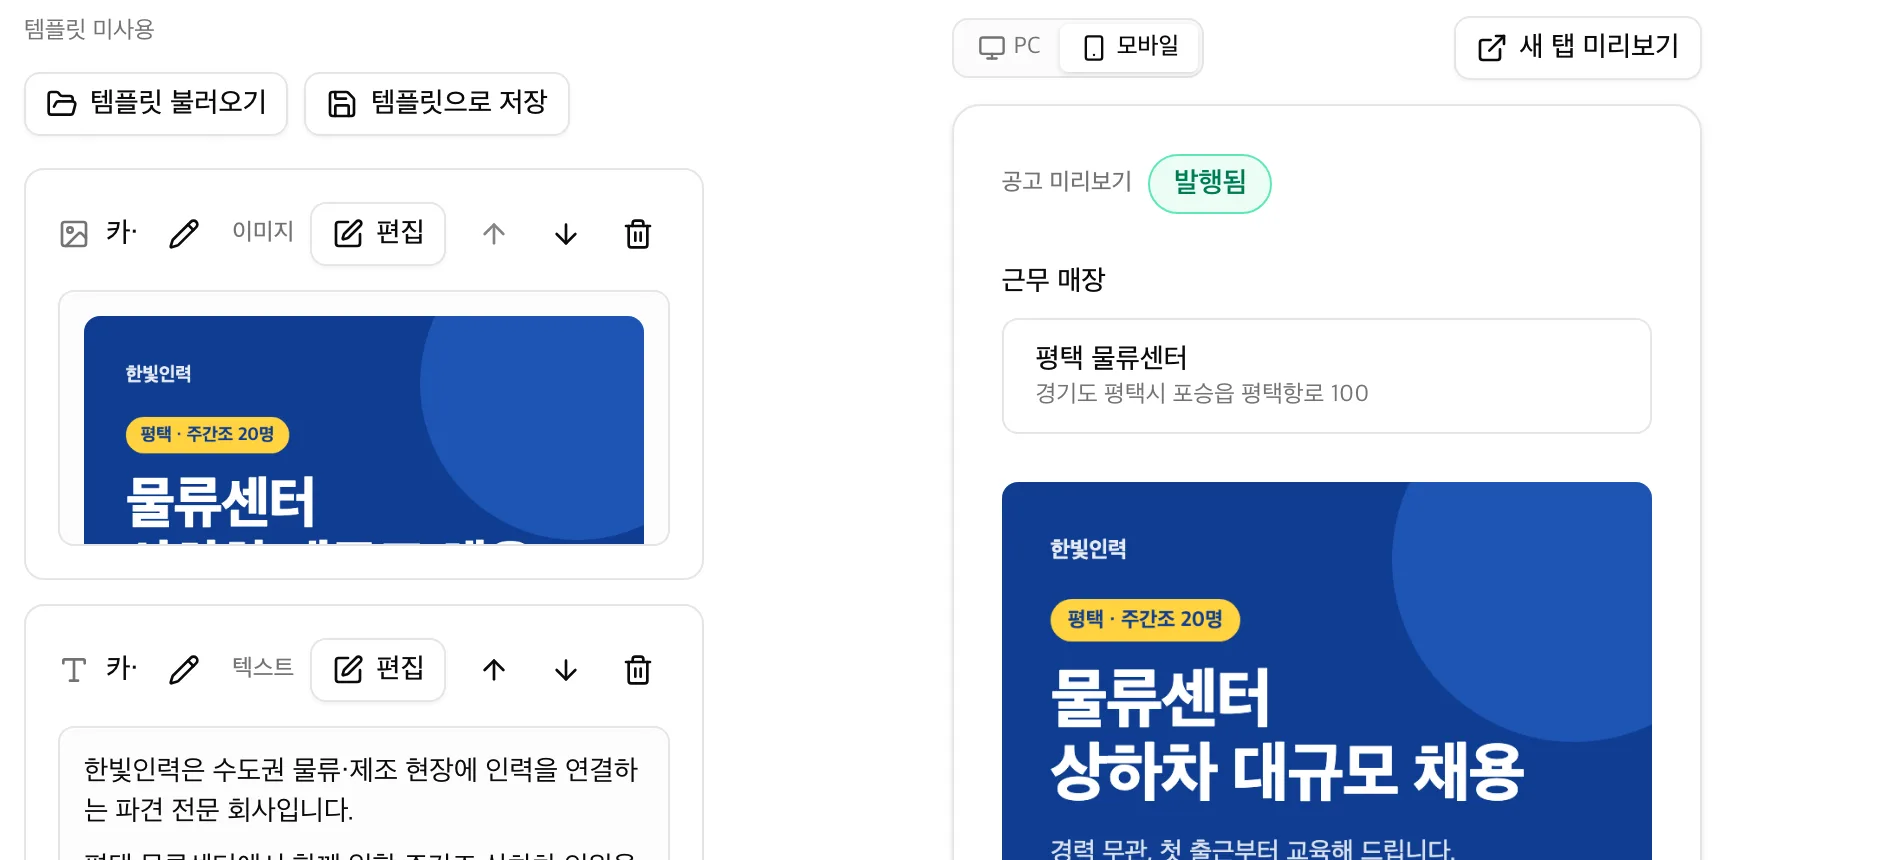 템플릿 미사용
템플릿 불러오기
템플릿으로 저장
카·
이미지
편집
한빛인력
평택 · 주간조 20명
물류센터
카·
텍스트
편집
한빛인력은 수도권 물류·제조 현장에 인력을 연결하
는 파견 전문 회사입니다.
PC
모바일
새 탭 미리보기
공고 미리보기
발행됨
근무 매장
평택 물류센터
경기도 평택시 포승읍 평택항로 100
한빛인력
평택 · 주간조 20명
물류센터
상하차 대규모 채용
경력 무관, 첫 출근부터 교육해 드립니다.